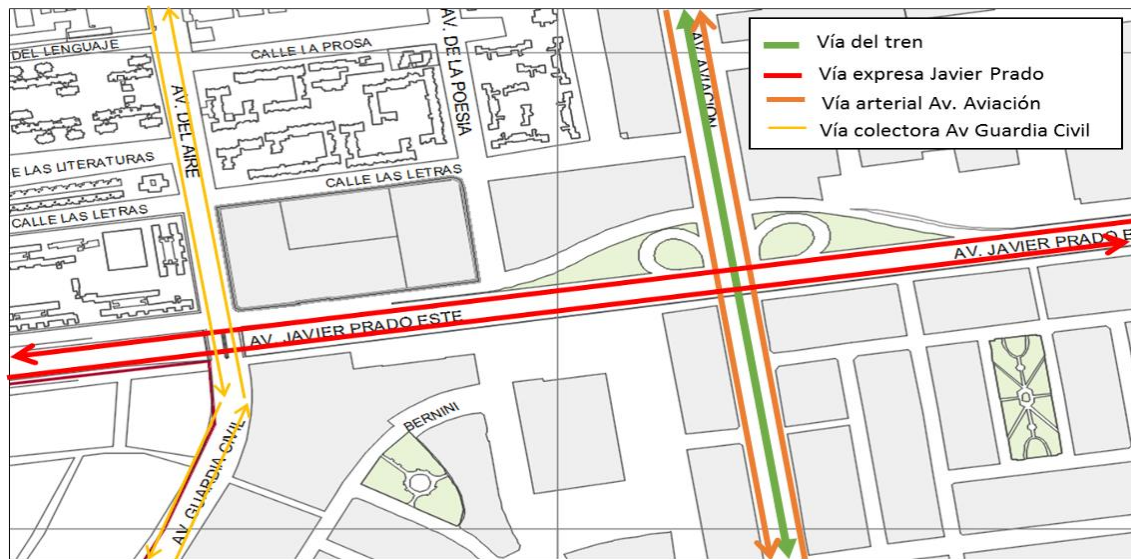 DEL LENGUAJE
CALLE LA PROSA
AV. DE LA POESIA
AV. AVIACION
Vía del tren
Vía expresa Javier Prado
Vía arterial Av. Aviación
Vía colectora Av Guardia Civil
AV. DEL AIRE
E LAS LITERATURAS
CALLE LAS LETRAS
CALLE LAS LETRAS
AV. JAVIER PRADO E
AV. JAVIER PRADO ESTE
BERNINI
AV. GUARDIA CIVIL